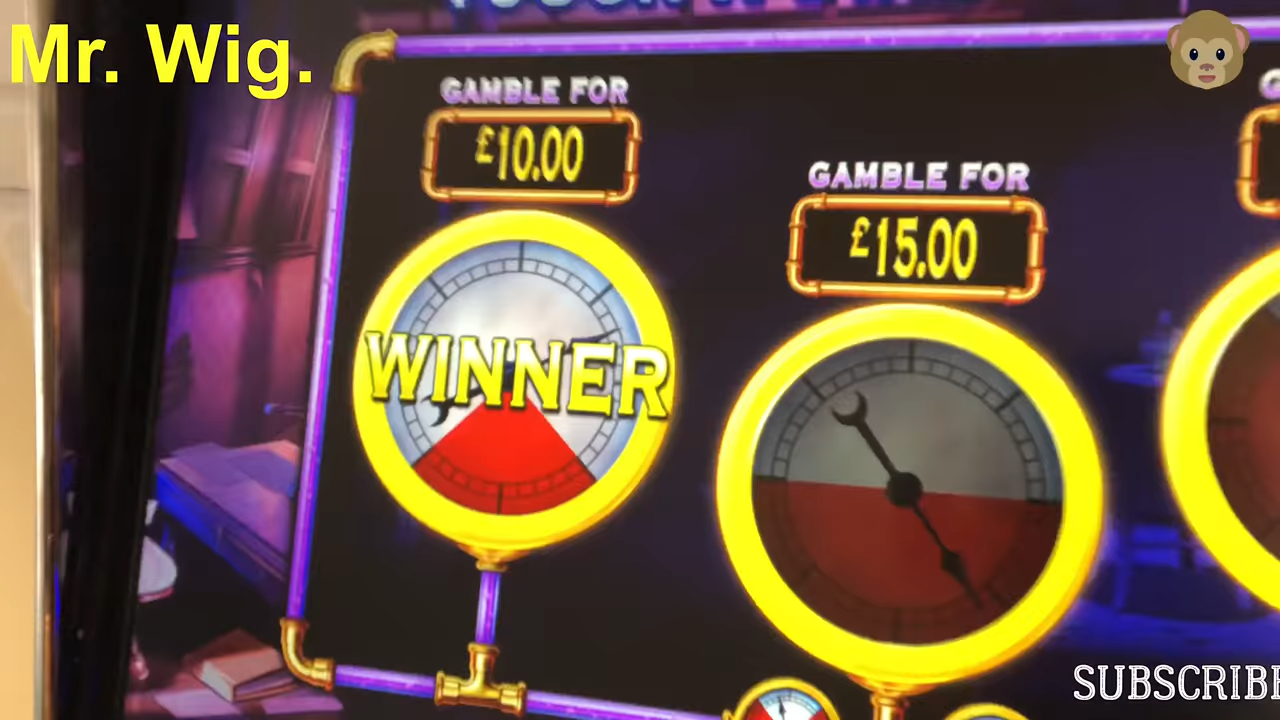 Mr. Wig.
GAMBLE FOR
£10.00
GAMBLE FOR
£15.00
WINNER
SUBSCRIBE